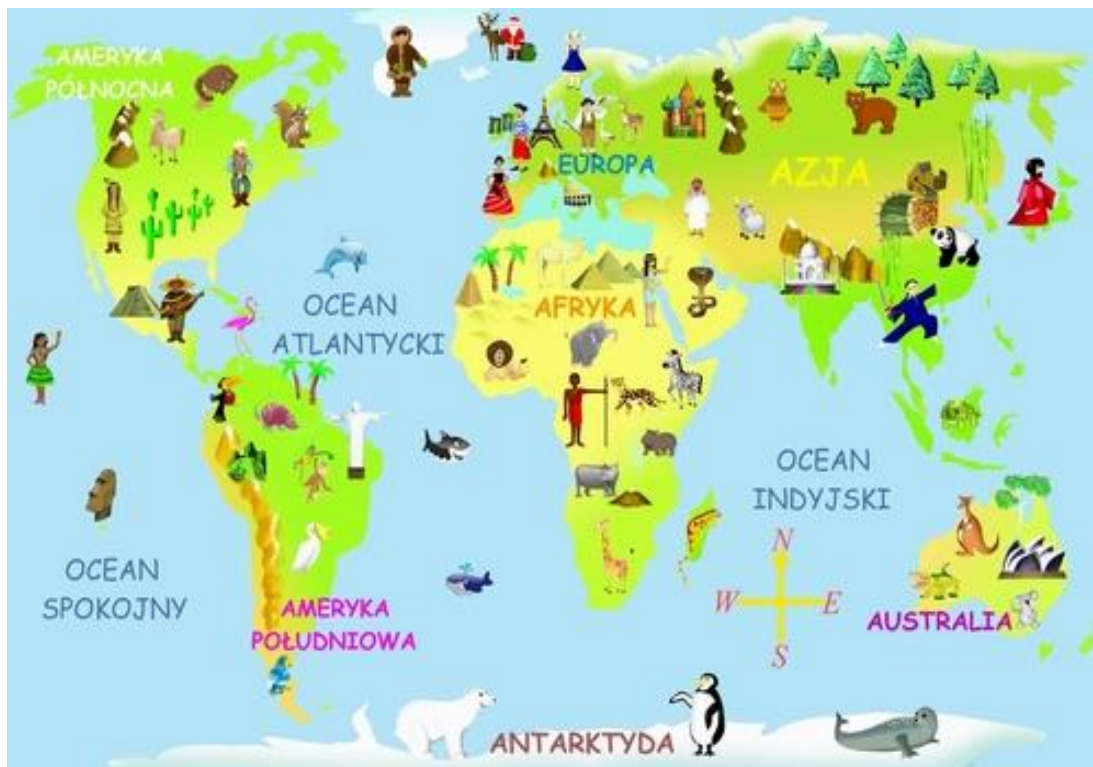 AMERYKA
PÓŁNOCNA
EUROPA
AZJA
OCEAN
ATLANTYCKI
AFRYKA
OCEAN
INDYJSKI
N
W E
S
OCEAN
SPOKOJNY
AMERYKA
POŁUDNIOWA
AUSTRALIA
ANTARKTYDA